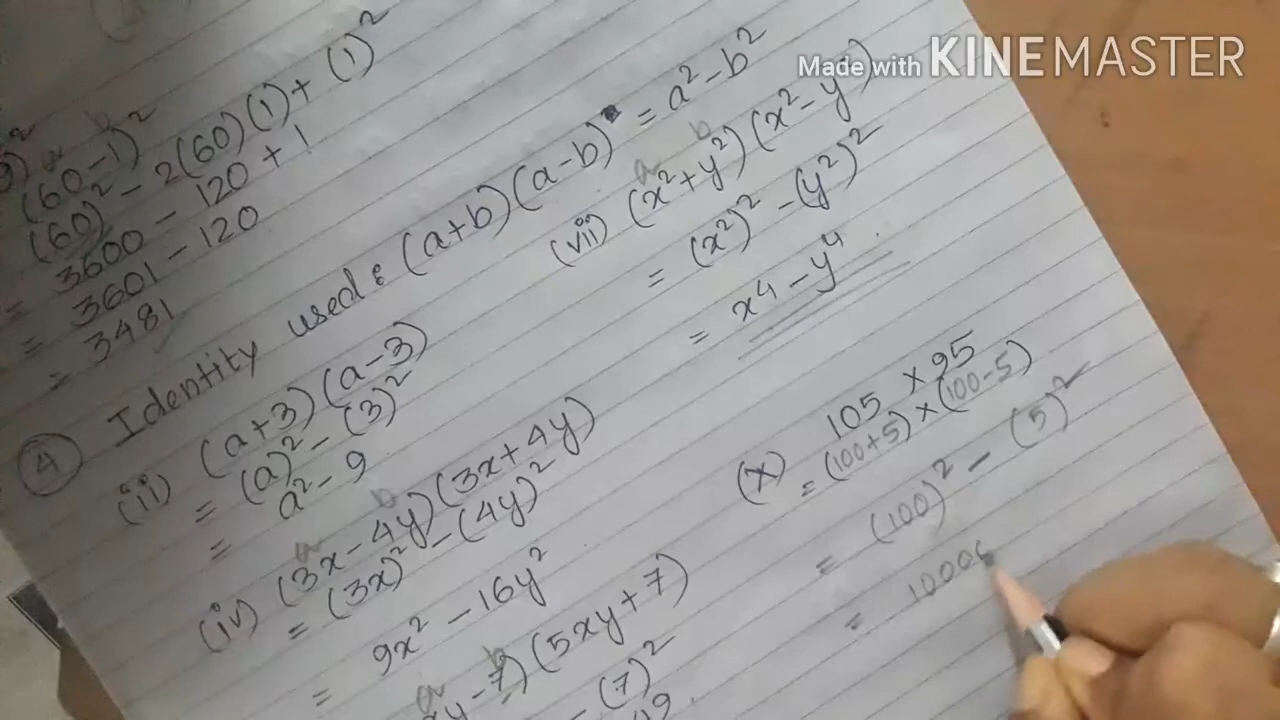 Made with KINEMASTER
(60-1)²
a b
(60)² - 2(60)(1) + (1)²
= 3600 - 120 + 1
= 3601 - 120
= 3481
4 Identity used: (a+b)(a-b) = a² - b²
(ii) (a+3)(a-3)
= (a)² - (3)²
= a² - 9
(iv) (3x - 4y)(3x + 4y)
a b
= (3x)² - (4y)²
= 9x² - 16y²
a b
y - 7)(5xy + 7)
- (7)²
49
(vii) (x² + y²)(x² - y²)
a b
= (x²)² - (y²)²
= x⁴ - y⁴
(x) 105 × 95
= (100+5) × (100-5)
= (100)² - (5)²
= 10000